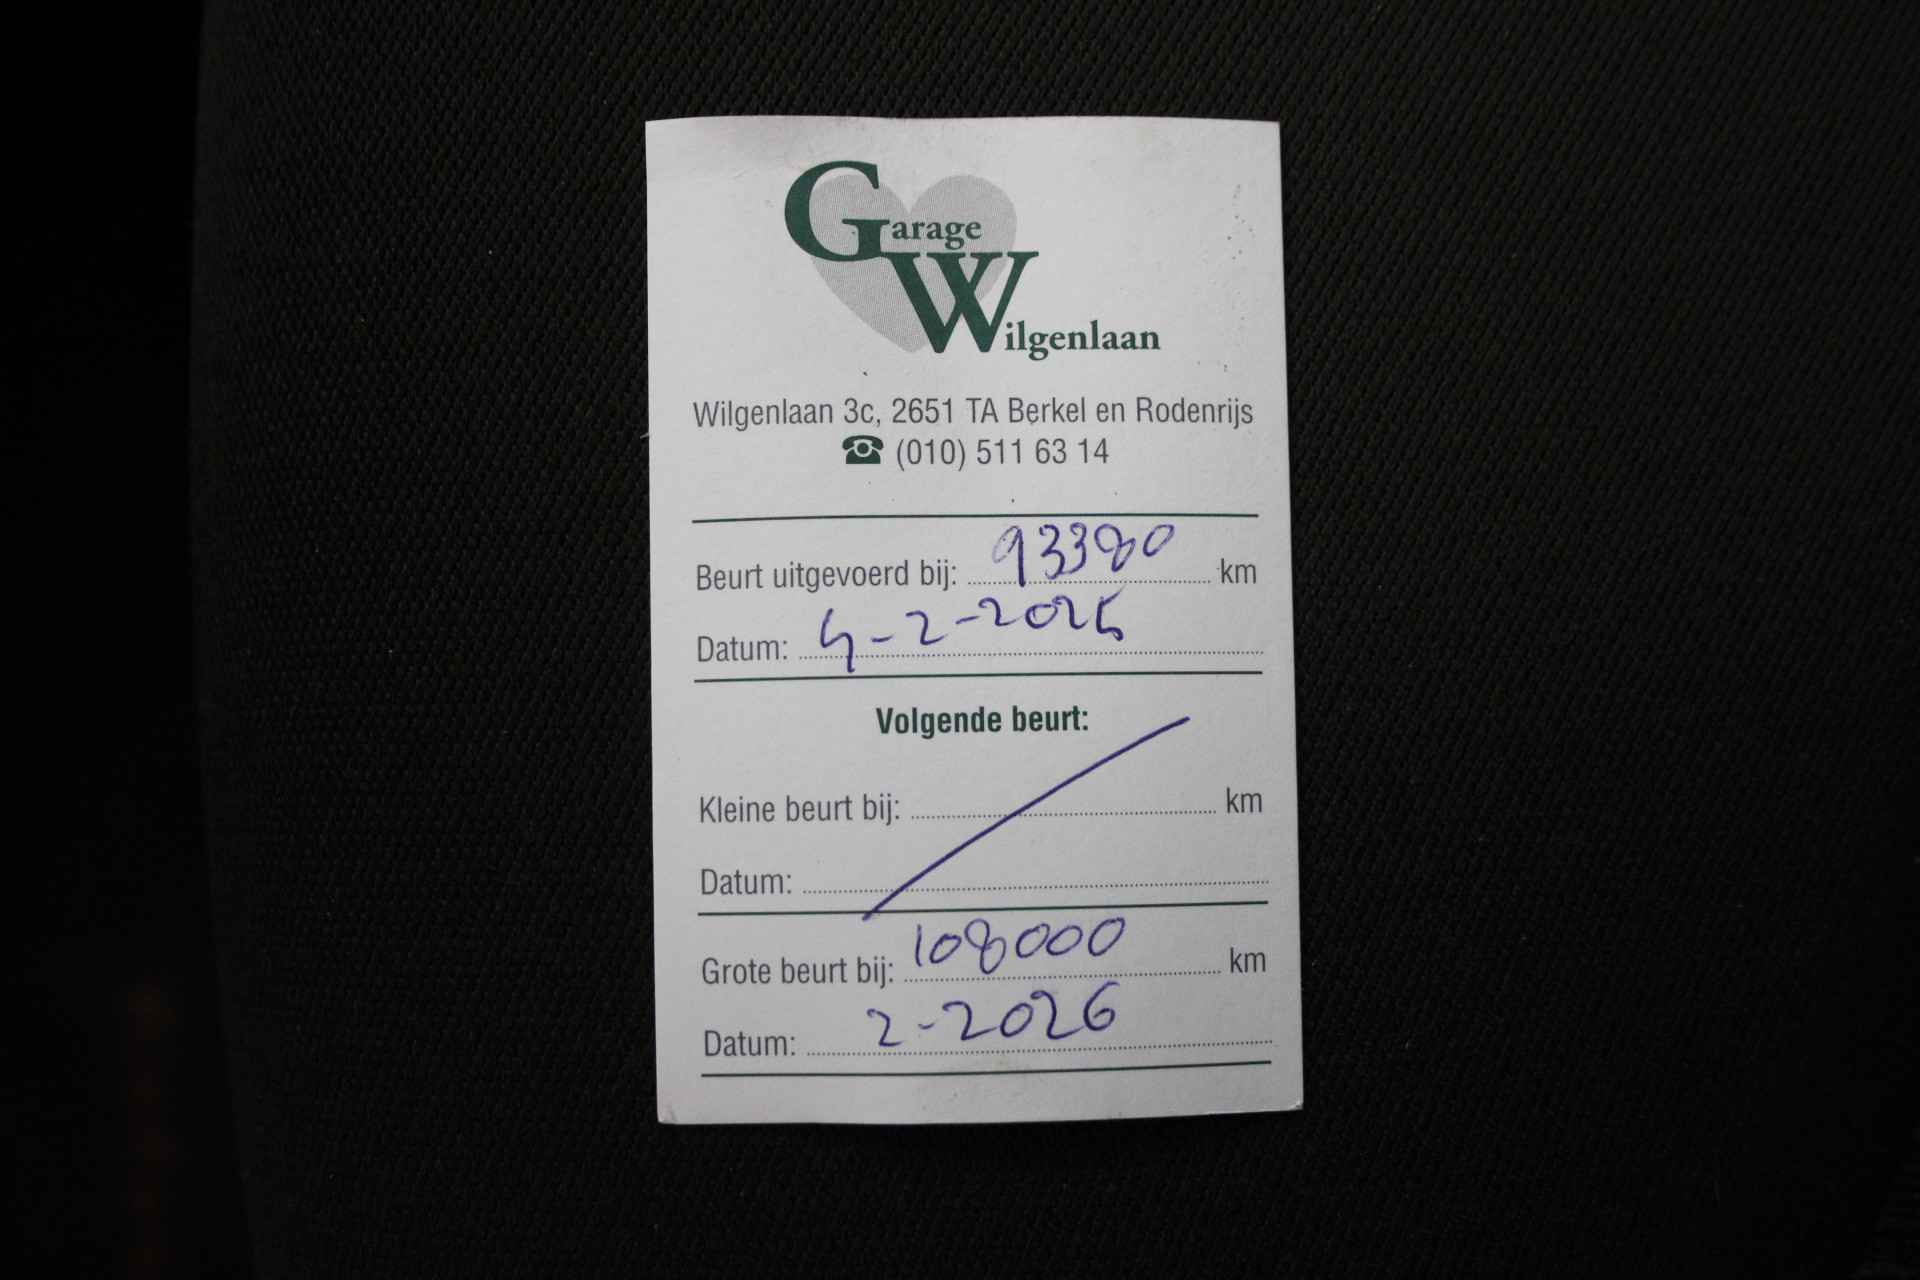 Garage
Wilgenlaan
Wilgenlaan 3c, 2651 TA Berkel en Rodenrijs
☎ (010) 511 63 14
Beurt uitgevoerd bij: 93380 km
Datum: 4-2-2025
Volgende beurt:
Kleine beurt bij: km
Datum:
Grote beurt bij: 108000 km
Datum: 2-2026